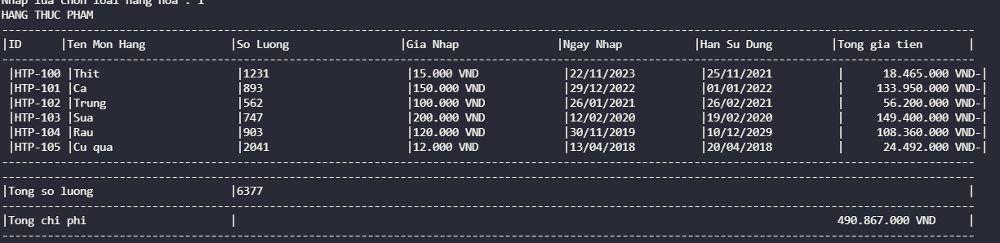 Nhap lua chon loai hang hoa : 1
HANG THUC PHAM
|ID |Ten Mon Hang |So Luong |Gia Nhap |Ngay Nhap |Han Su Dung |Tong gia tien |
|HTP-100 |Thit |1231 |15.000 VND |22/11/2023 |25/11/2021 | 18.465.000 VND-|
|HTP-101 |Ca |893 |150.000 VND |29/12/2022 |01/01/2022 | 133.950.000 VND-|
|HTP-102 |Trung |562 |100.000 VND |26/01/2021 |26/02/2021 | 56.200.000 VND-|
|HTP-103 |Sua |747 |200.000 VND |12/02/2020 |19/02/2020 | 149.400.000 VND-|
|HTP-104 |Rau |903 |120.000 VND |30/11/2019 |10/12/2029 | 108.360.000 VND-|
|HTP-105 |Cu qua |2041 |12.000 VND |13/04/2018 |20/04/2018 | 24.492.000 VND-|
|Tong so luong |6377 |
|Tong chi phi | 490.867.000 VND |